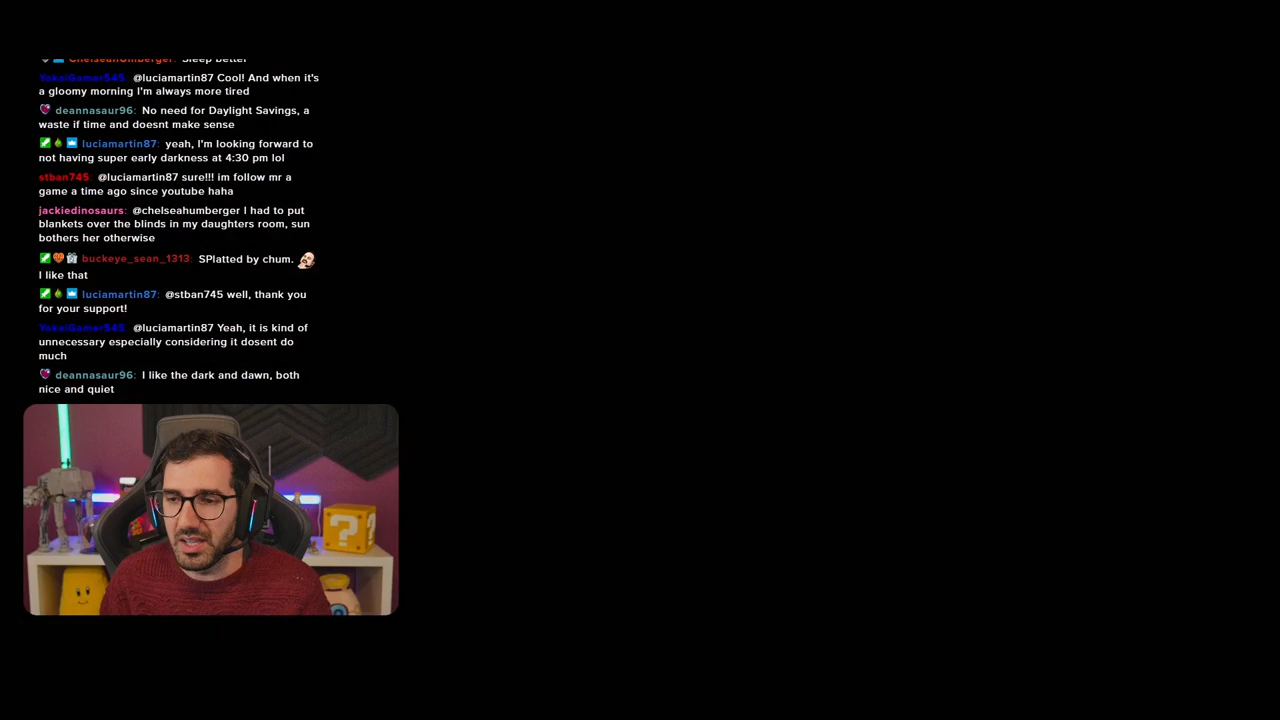 ChelseaHumberger: Sleep better
YokaiGamer545: @luciamartin87 Cool! And when it's
a gloomy morning I'm always more tired
deannasaur96: No need for Daylight Savings, a
waste if time and doesnt make sense
luciamartin87: yeah, I'm looking forward to
not having super early darkness at 4:30 pm lol
stban745: @luciamartin87 sure!!! im follow mr a
game a time ago since youtube haha
jackiedinosaurs: @chelseahumberger I had to put
blankets over the blinds in my daughters room, sun
bothers her otherwise
buckeye_sean_1313: SPlatted by chum.
I like that
luciamartin87: @stban745 well, thank you
for your support!
YokaiGamer545: @luciamartin87 Yeah, it is kind of
unnecessary especially considering it dosent do
much
deannasaur96: I like the dark and dawn, both
nice and quiet
?